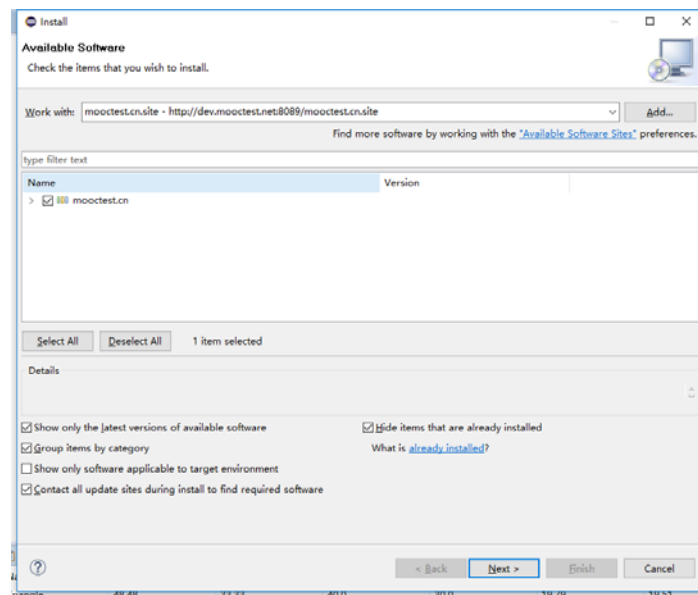 Install
Available Software
Check the items that you wish to install.
Work with: mooctest.cn.site - http://dev.mooctest.net:8089/mooctest.cn.site Add...
Find more software by working with the "Available Software Sites" preferences.
type filter text
Name Version
mooctest.cn
Select All Deselect All 1 item selected
Details
Show only the latest versions of available software Hide items that are already installed
Group items by category What is already installed?
Show only software applicable to target environment
Contact all update sites during install to find required software
? < Back Next > Finish Cancel